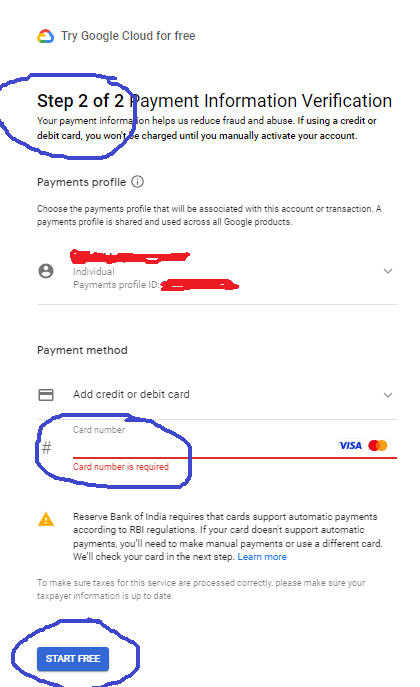 Try Google Cloud for free
Step 2 of 2 Payment Information Verification
Your payment information helps us reduce fraud and abuse. If using a credit or
debit card, you won't be charged until you manually activate your account.
Payments profile
Choose the payments profile that will be associated with this account or transaction. A
payments profile is shared and used across all Google products.
Individual
Payments profile ID:
Payment method
Add credit or debit card
Card number
# VISA
Card number is required
Reserve Bank of India requires that cards support automatic payments
according to RBI regulations. If your card doesn't support automatic
payments, you'll need to make manual payments or use a different card.
We'll check your card in the next step. Learn more
To make sure taxes for this service are processed correctly, please make sure your
taxpayer information is up to date.
START FREE